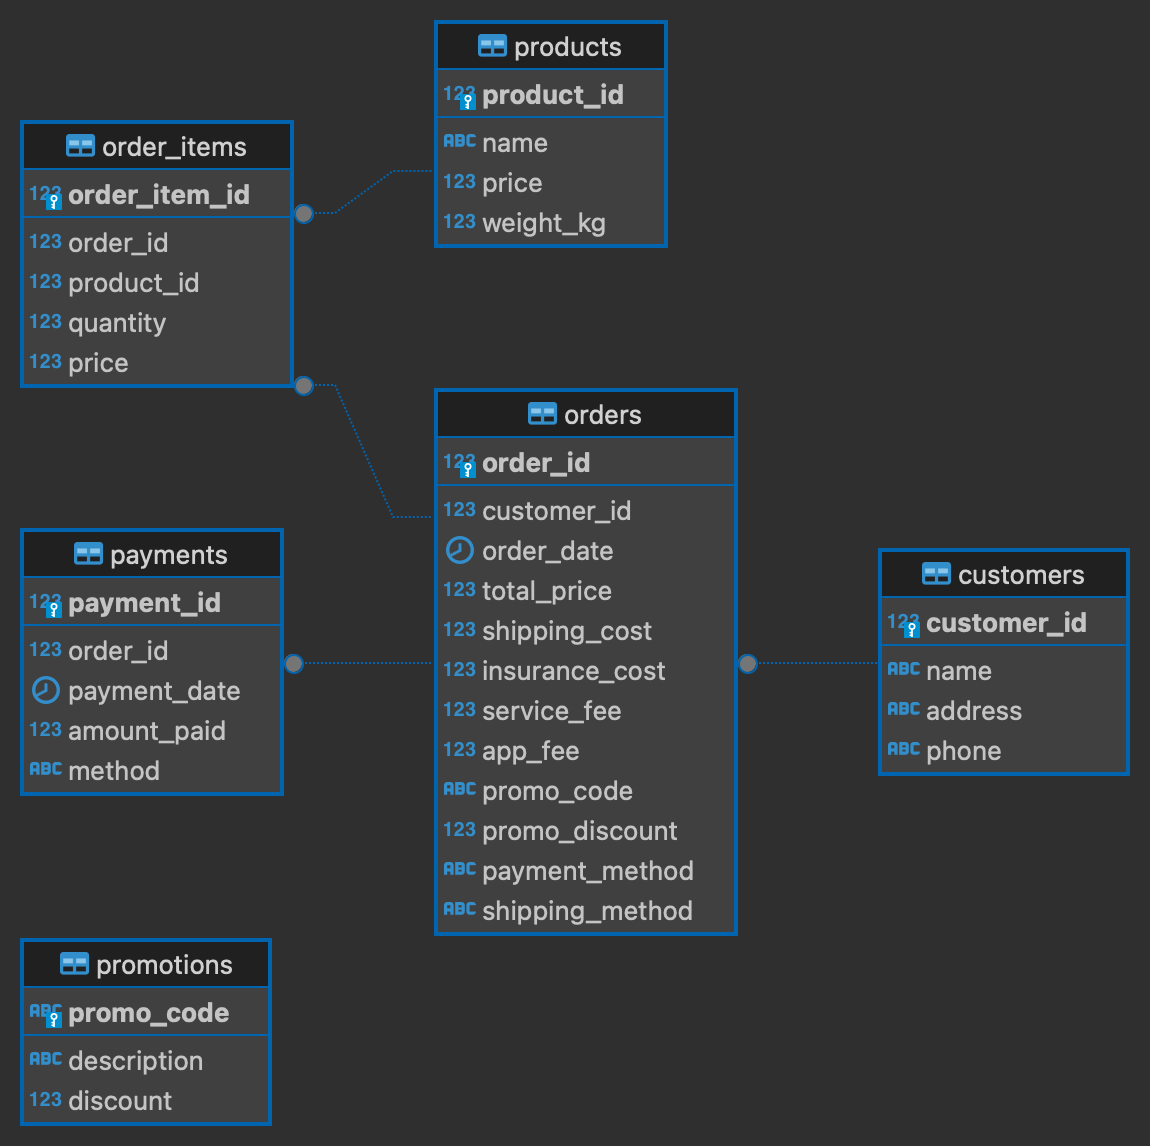 products
123 product_id
ABC name
123 price
123 weight_kg
order_items
123 order_item_id
123 order_id
123 product_id
123 quantity
123 price
orders
123 order_id
123 customer_id
order_date
123 total_price
123 shipping_cost
123 insurance_cost
123 service_fee
123 app_fee
ABC promo_code
123 promo_discount
ABC payment_method
ABC shipping_method
payments
123 payment_id
123 order_id
payment_date
123 amount_paid
ABC method
customers
123 customer_id
ABC name
ABC address
ABC phone
promotions
ABC promo_code
ABC description
123 discount